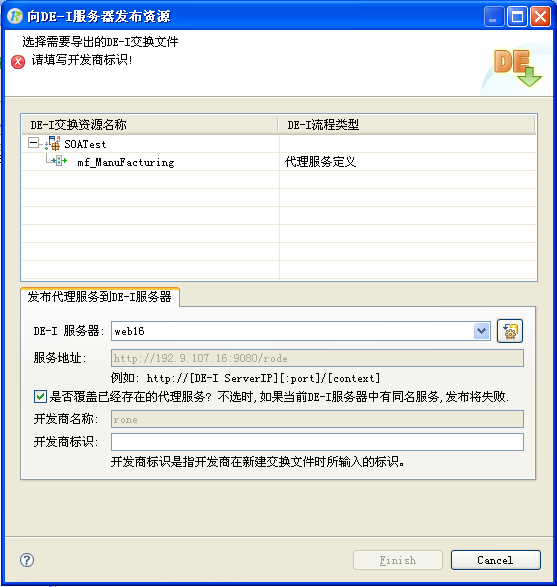 向DE-I服务器发布资源
选择需要导出的DE-I交换文件
请填写开发商标识!
DE
DE-I交换资源名称 DE-I流程类型
SOATest
mf_ManuFacturing 代理服务定义
发布代理服务到DE-I服务器
DE-I 服务器: web16
服务地址: http://192.9.107.16:9080/rode
例如: http://[DE-I ServerIP][:port]/[context]
是否覆盖已经存在的代理服务? 不选时,如果当前DE-I服务器中有同名服务,发布将失败.
开发商名称: rone
开发商标识:
开发商标识是指开发商在新建交换文件时所输入的标识。
Finish Cancel